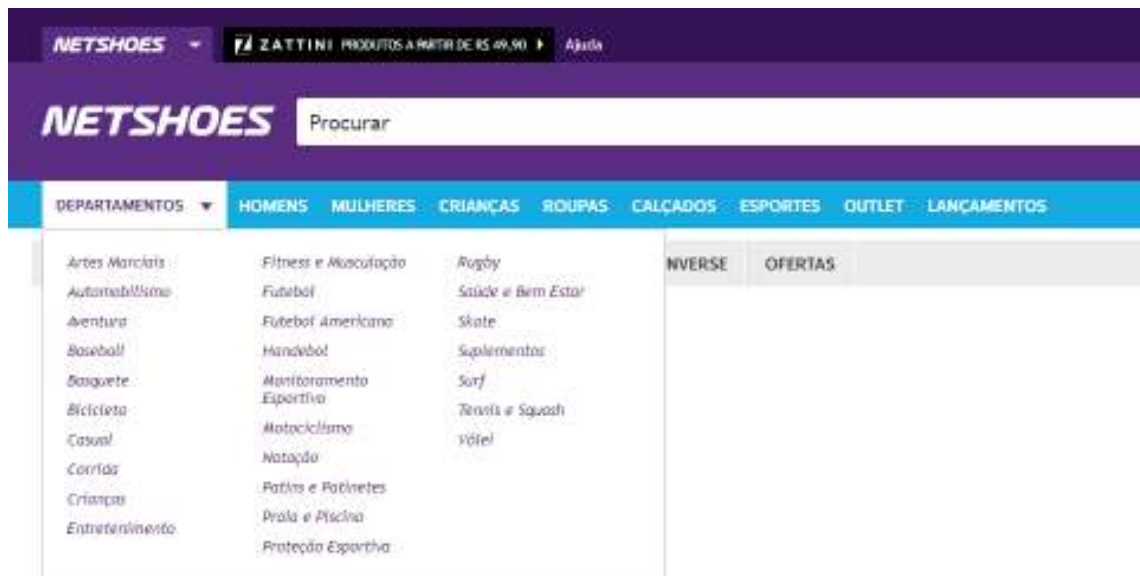 NETSHOES
ZATTINI PRODUTOS A PARTIR DE R$ 49,90
Ajuda
NETSHOES
Procurar
DEPARTAMENTOS
HOMENS
MULHERES
CRIANÇAS
ROUPAS
CALÇADOS
ESPORTES
OUTLET
LANÇAMENTOS
NVERSE
OFERTAS
Artes Marciais
Automobilismo
Aventura
Baseball
Basquete
Bicicleta
Casual
Corrida
Crianças
Entretenimento
Fitness e Musculação
Futebol
Futebol Americano
Handebol
Monitoramento
Esportivo
Motociclismo
Natação
Patins e Patinetes
Praia e Piscina
Proteção Esportiva
Rugby
Saúde e Bem Estar
Skate
Suplementos
Surf
Tennis e Squash
Vôlei